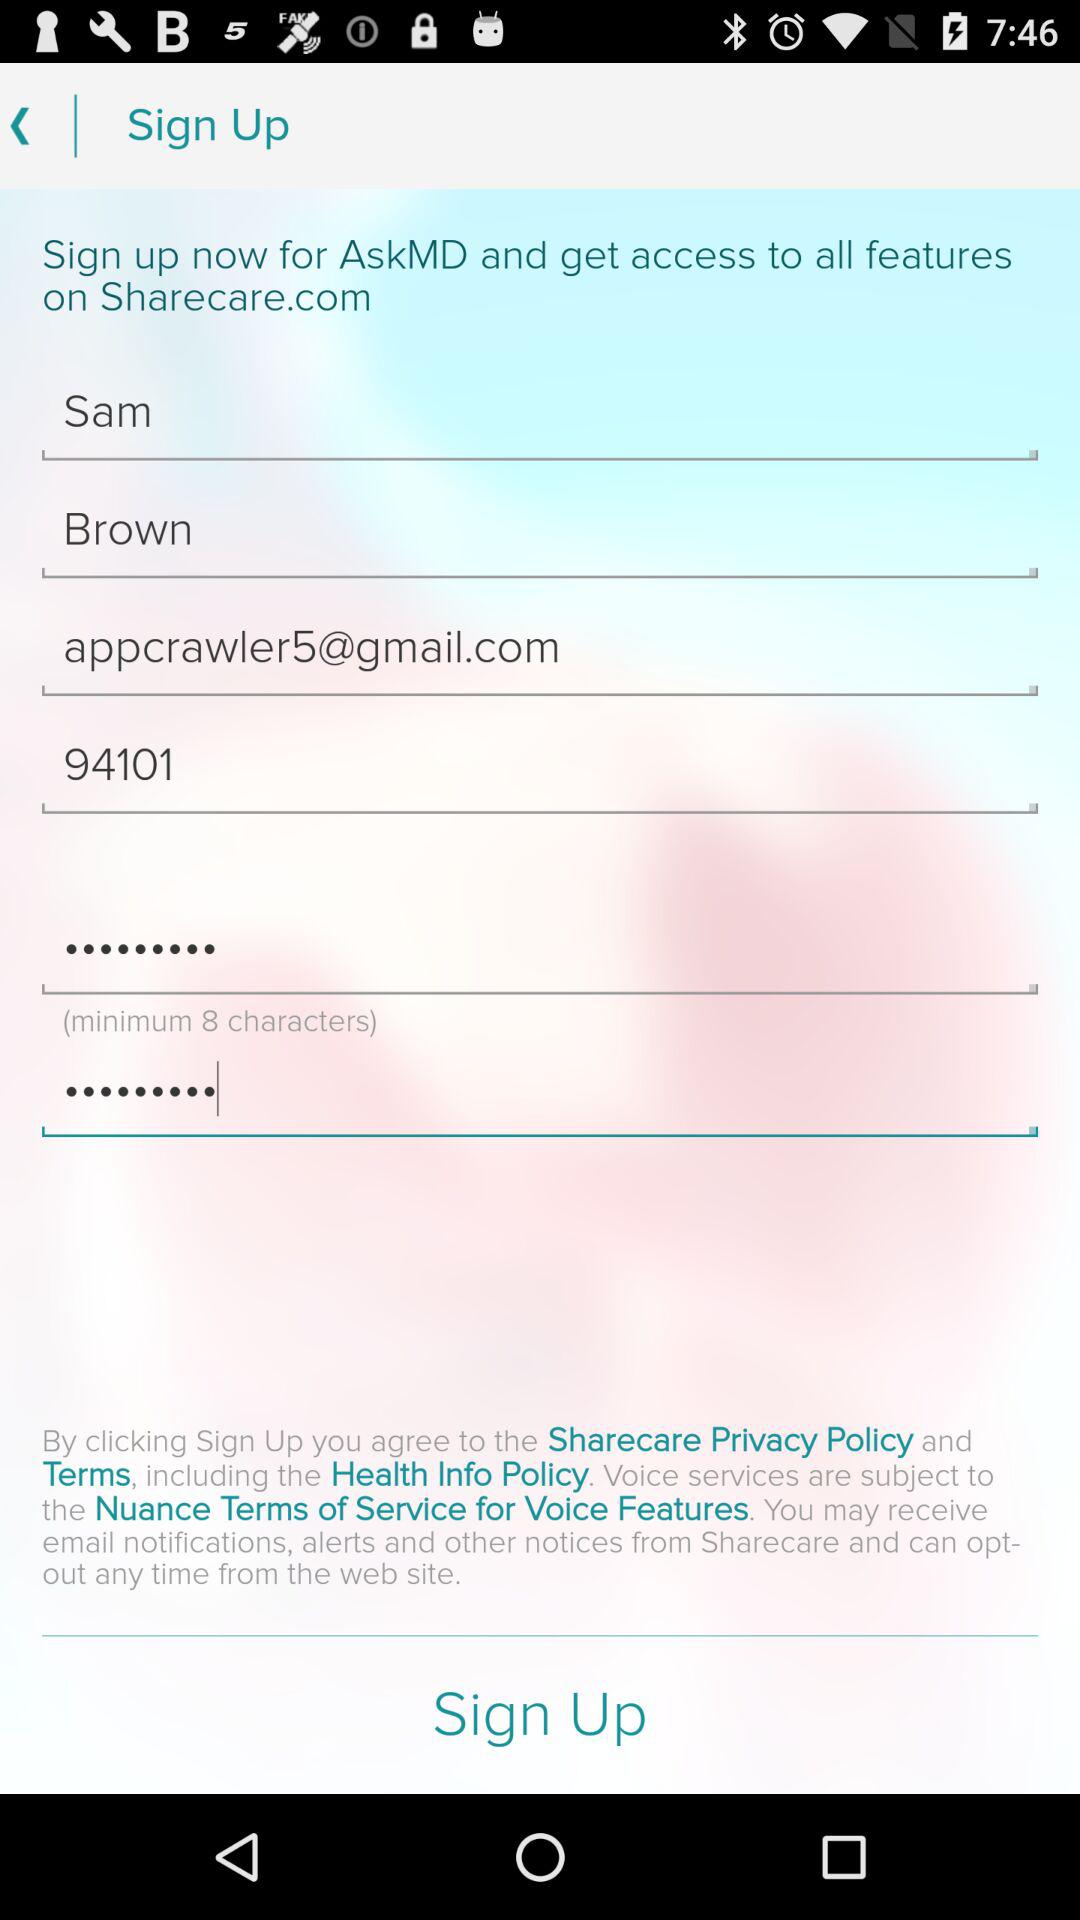 B 5 FAKE 7:46
Sign Up
Sign up now for AskMD and get access to all features
on Sharecare.com
Sam
Brown
appcrawler5@gmail.com
94101
•••••••••
(minimum 8 characters)
•••••••••
By clicking Sign Up you agree to the Sharecare Privacy Policy and
Terms, including the Health Info Policy. Voice services are subject to
the Nuance Terms of Service for Voice Features. You may receive
email notifications, alerts and other notices from Sharecare and can opt-
out any time from the web site.
Sign Up